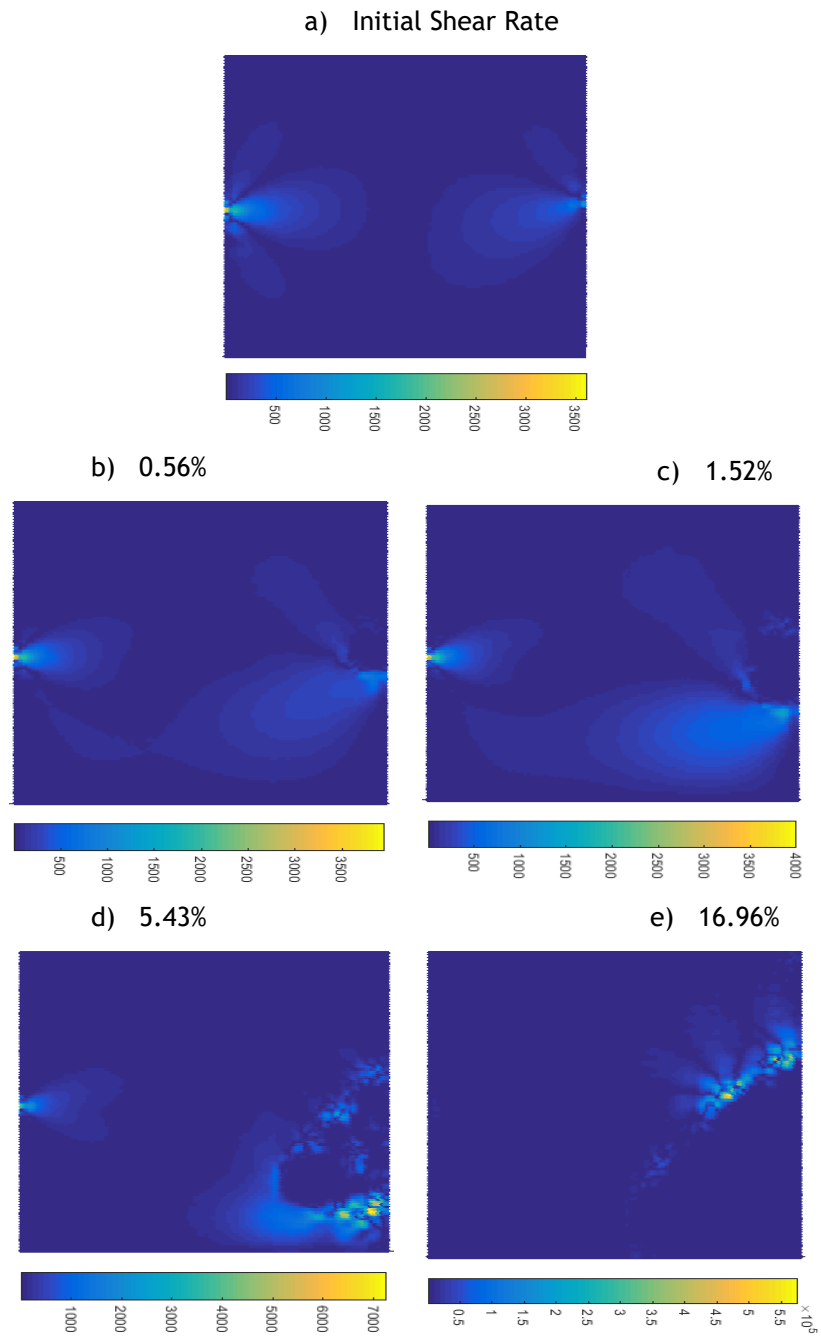 a) Initial Shear Rate
500 1000 1500 2000 2500 3000 3500
b) 0.56%
c) 1.52%
500 1000 1500 2000 2500 3000 3500
500 1000 1500 2000 2500 3000 3500 4000
d) 5.43%
e) 16.96%
1000 2000 3000 4000 5000 6000 7000
0.5 1 1.5 2 2.5 3 3.5 4 4.5 5 5.5 ×10⁵